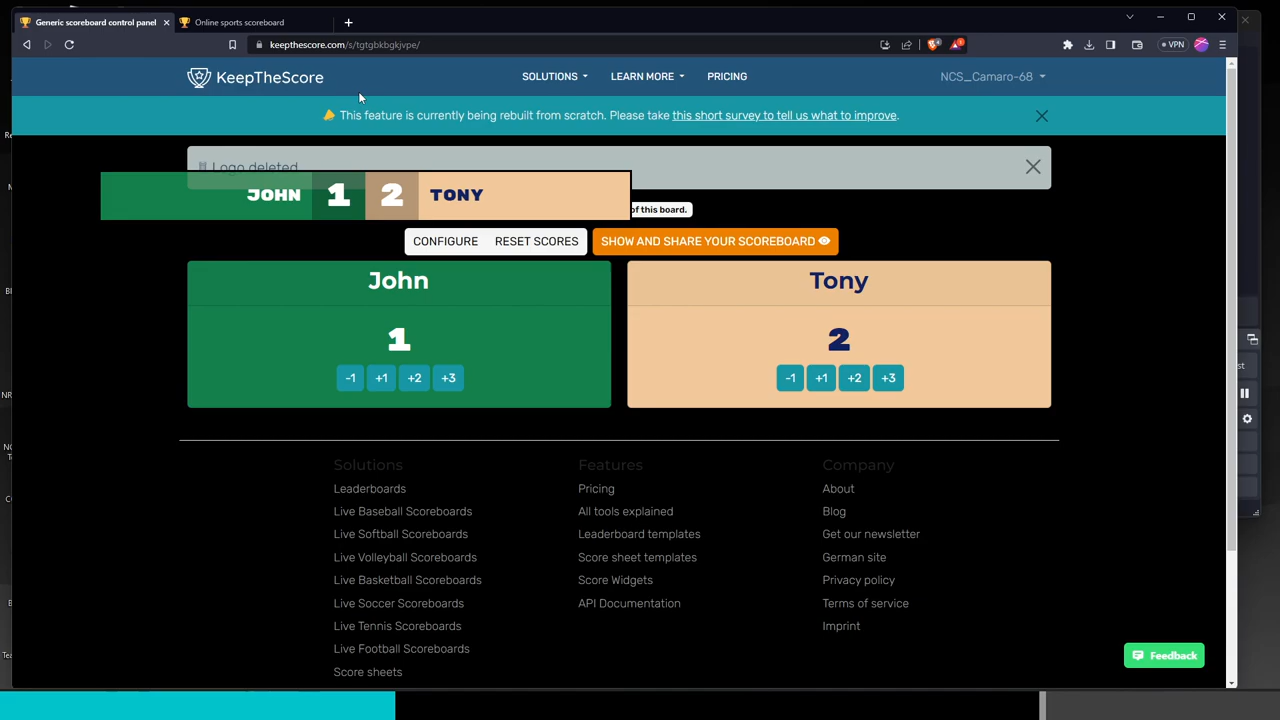 Generic scoreboard control panel
Online sports scoreboard
keepthescore.com/s/tgtgbkbgkjvpe/
VPN
KeepTheScore
SOLUTIONS
LEARN MORE
PRICING
NCS_Camaro-68
This feature is currently being rebuilt from scratch. Please take this short survey to tell us what to improve.
Logo deleted
JOHN 1 2 TONY
of this board.
CONFIGURE
RESET SCORES
SHOW AND SHARE YOUR SCOREBOARD
John
Tony
1
2
-1 +1 +2 +3
-1 +1 +2 +3
Solutions
Leaderboards
Live Baseball Scoreboards
Live Softball Scoreboards
Live Volleyball Scoreboards
Live Basketball Scoreboards
Live Soccer Scoreboards
Live Tennis Scoreboards
Live Football Scoreboards
Score sheets
Features
Pricing
All tools explained
Leaderboard templates
Score sheet templates
Score Widgets
API Documentation
Company
About
Blog
Get our newsletter
German site
Privacy policy
Terms of service
Imprint
Feedback